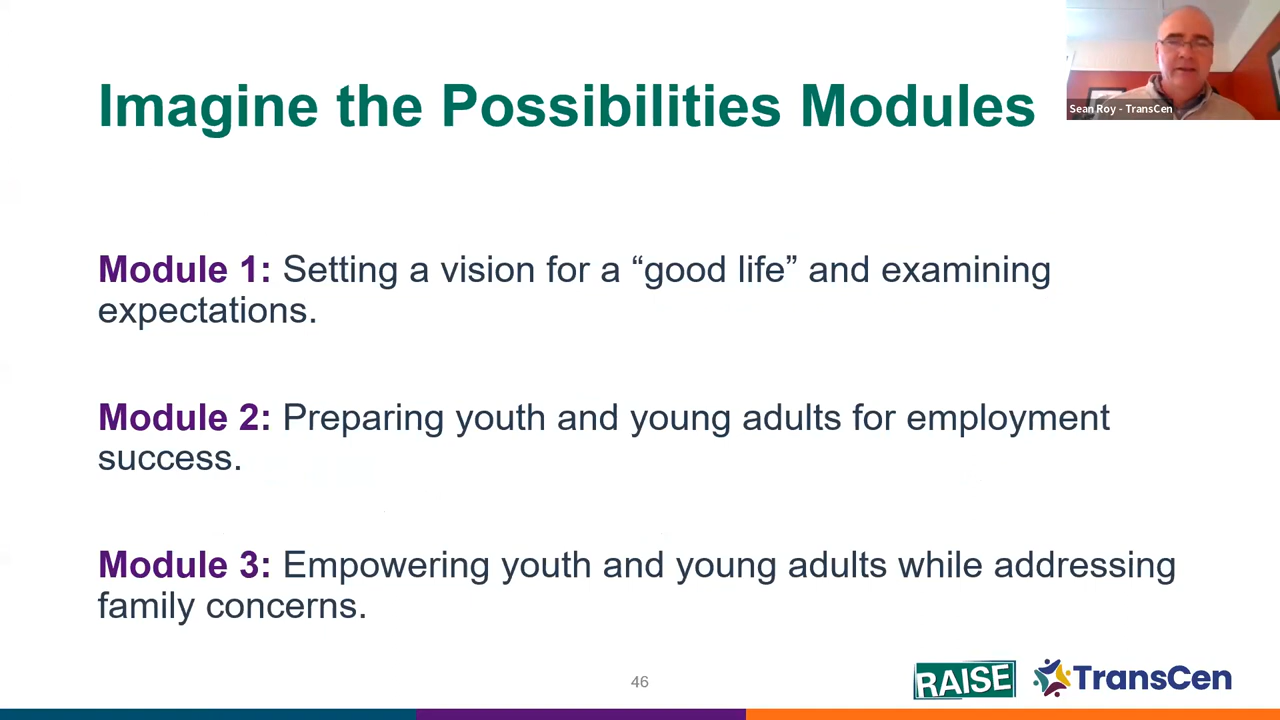 Imagine the Possibilities Modules
Sean Roy - TransCen
Module 1: Setting a vision for a “good life” and examining
expectations.
Module 2: Preparing youth and young adults for employment
success.
Module 3: Empowering youth and young adults while addressing
family concerns.
46
RAISE
TransCen